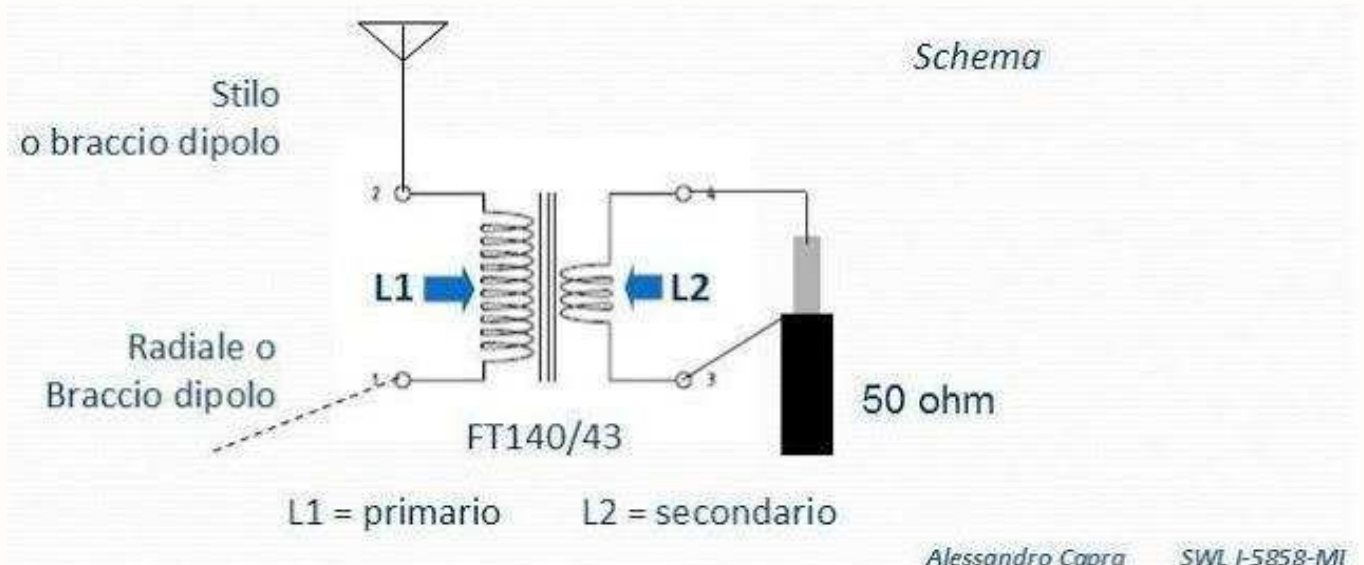 Schema
Stilo
o braccio dipolo
2
4
L1
L2
Radiale o
Braccio dipolo
1
3
50 ohm
FT140/43
L1 = primario L2 = secondario
Alessandro Capra SWL I-5858-MI